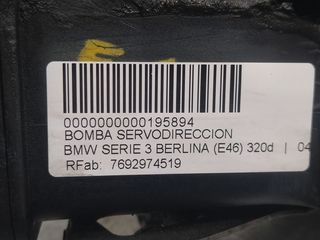 0000000000195894
BOMBA SERVODIRECCION
BMW SERIE 3 BERLINA (E46) 320d | 04
RFab: 7692974519